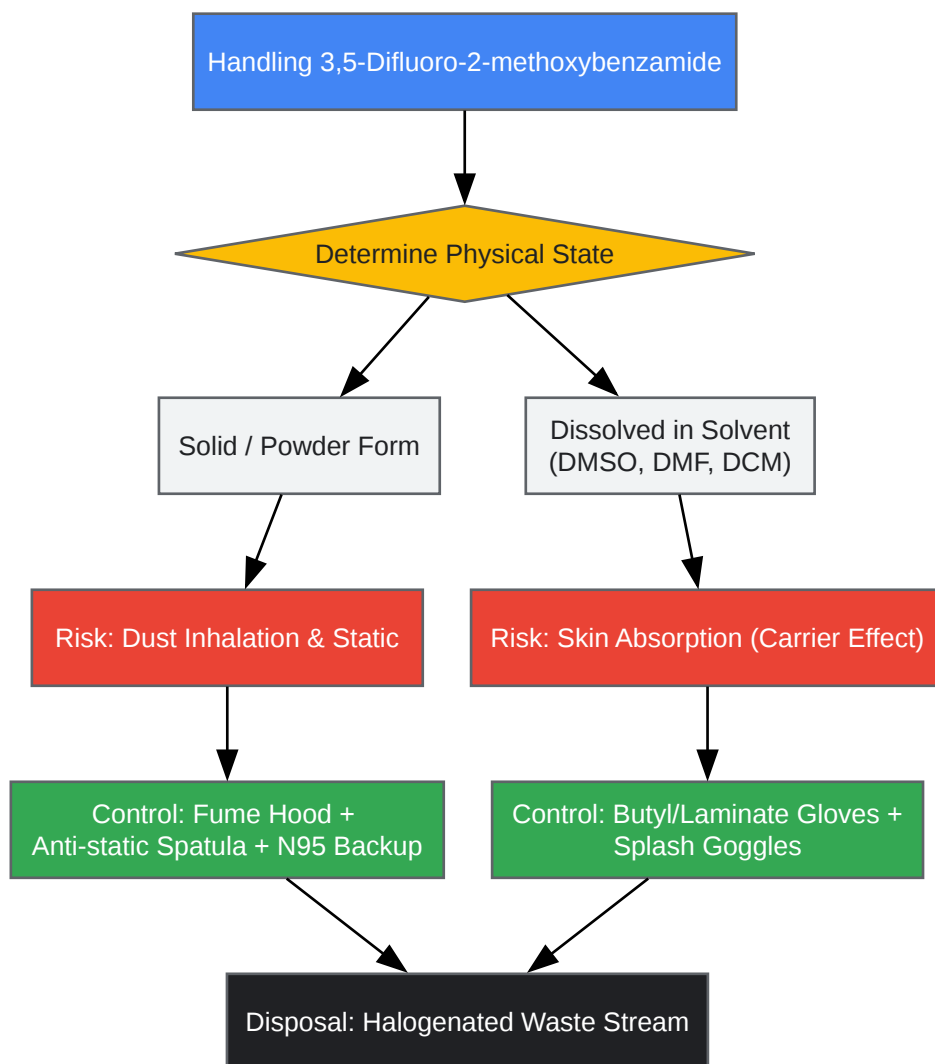 Handling 3,5-Difluoro-2-methoxybenzamide
Determine Physical State
Solid / Powder Form
Dissolved in Solvent
(DMSO, DMF, DCM)
Risk: Dust Inhalation & Static
Risk: Skin Absorption (Carrier Effect)
Control: Fume Hood +
Anti-static Spatula + N95 Backup
Control: Butyl/Laminate Gloves +
Splash Goggles
Disposal: Halogenated Waste Stream